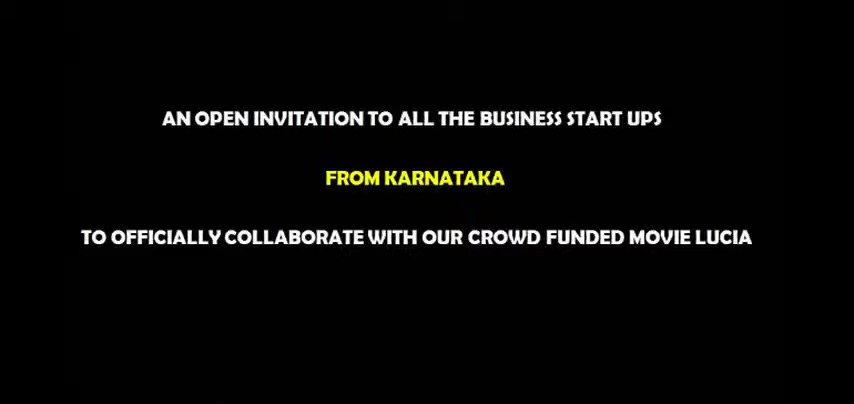 AN OPEN INVITATION TO ALL THE BUSINESS START UPS
FROM KARNATAKA
TO OFFICIALLY COLLABORATE WITH OUR CROWD FUNDED MOVIE LUCIA